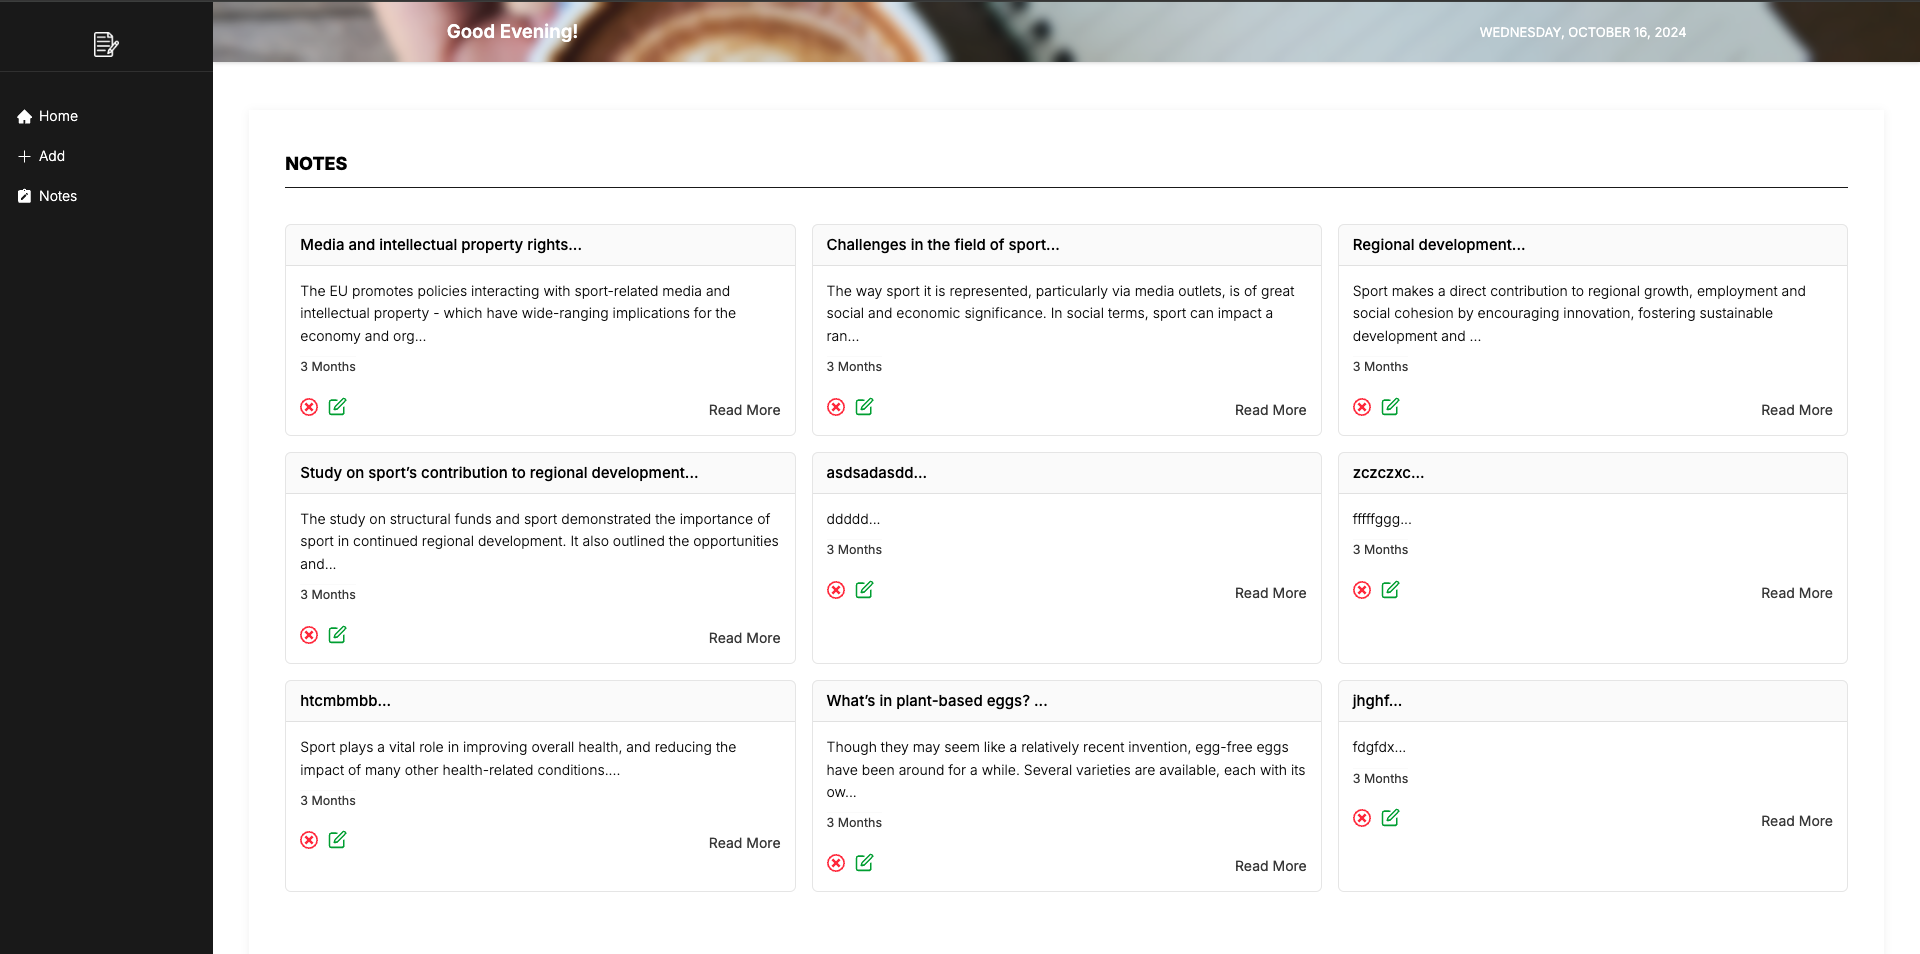 Good Evening!
WEDNESDAY, OCTOBER 16, 2024
Home
Add
Notes
NOTES
Media and intellectual property rights...
The EU promotes policies interacting with sport-related media and
intellectual property - which have wide-ranging implications for the
economy and org...
3 Months
Read More
Challenges in the field of sport...
The way sport it is represented, particularly via media outlets, is of great
social and economic significance. In social terms, sport can impact a
ran...
3 Months
Read More
Regional development...
Sport makes a direct contribution to regional growth, employment and
social cohesion by encouraging innovation, fostering sustainable
development and ...
3 Months
Read More
Study on sport’s contribution to regional development...
The study on structural funds and sport demonstrated the importance of
sport in continued regional development. It also outlined the opportunities
and...
3 Months
Read More
asdsadasdd...
ddddd...
3 Months
Read More
zczczxc...
fffffggg...
3 Months
Read More
htcmbmbb...
Sport plays a vital role in improving overall health, and reducing the
impact of many other health-related conditions....
3 Months
Read More
What’s in plant-based eggs? ...
Though they may seem like a relatively recent invention, egg-free eggs
have been around for a while. Several varieties are available, each with its
ow...
3 Months
Read More
jhghf...
fdgfdx...
3 Months
Read More